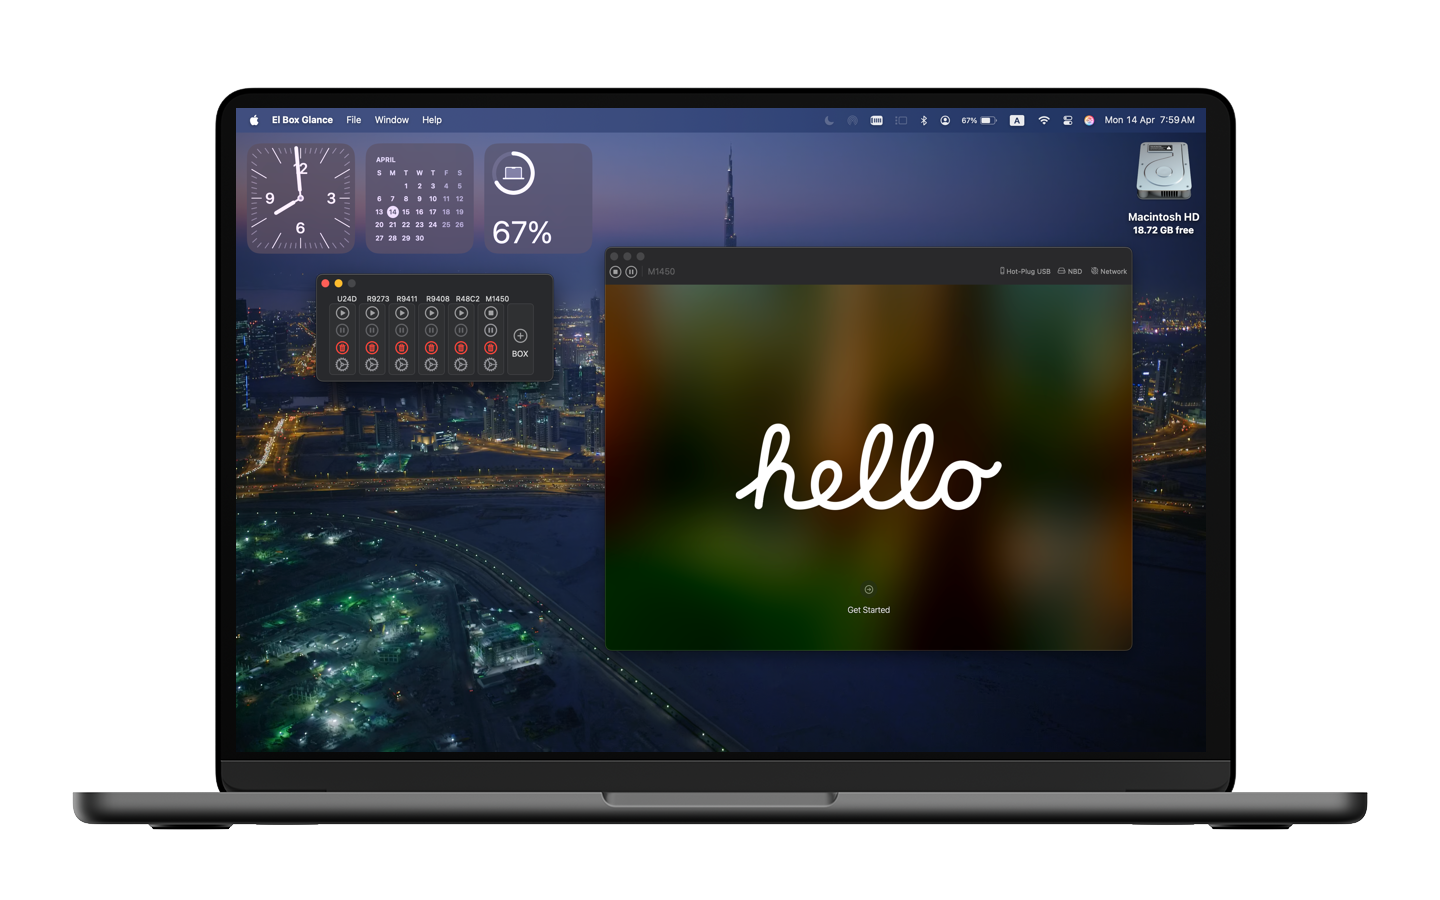 El Box Glance File Window Help
67% A Mon 14 Apr 7:59 AM
12
9 3
6
APRIL
S M T W T F S
1 2 3 4 5
6 7 8 9 10 11 12
13 14 15 16 17 18 19
20 21 22 23 24 25 26
27 28 29 30
67%
Macintosh HD
18.72 GB free
U24D R9273 R9411 R9408 R48C2 M1450
BOX
M1450 Hot-Plug USB NBD Network
hello
Get Started